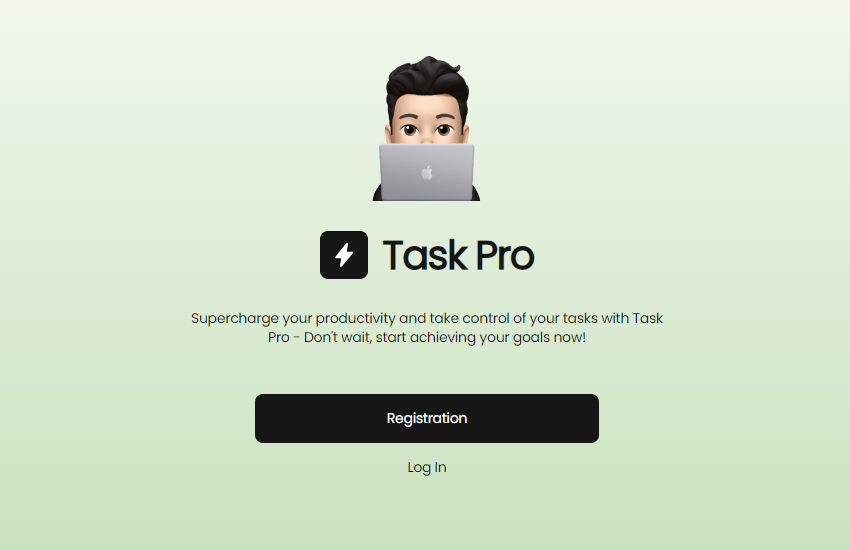 Task Pro
Supercharge your productivity and take control of your tasks with Task
Pro - Don't wait, start achieving your goals now!
Registration
Log In